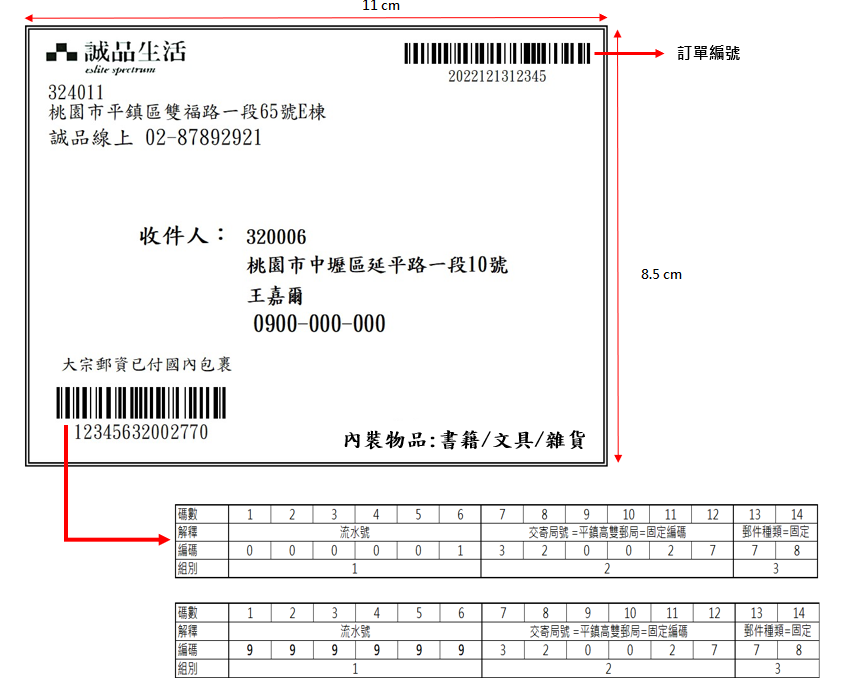 11 cm
誠品生活
eslite spectrum
2022121312345
訂單編號
324011
桃園市平鎮區雙福路一段65號E棟
誠品線上 02-87892921
收件人： 320006
桃園市中壢區延平路一段10號
王嘉爾
0900-000-000
8.5 cm
大宗郵資已付國內包裹
12345632002770
內裝物品:書籍/文具/雜貨
碼數 1 2 3 4 5 6 7 8 9 10 11 12 13 14
解釋 流水號 交寄局號 =平鎮高雙郵局=固定編碼 郵件種類=固定
編碼 0 0 0 0 0 1 3 2 0 0 2 7 7 8
組別 1 2 3
碼數 1 2 3 4 5 6 7 8 9 10 11 12 13 14
解釋 流水號 交寄局號 =平鎮高雙郵局=固定編碼 郵件種類=固定
編碼 9 9 9 9 9 9 3 2 0 0 2 7 7 8
組別 1 2 3